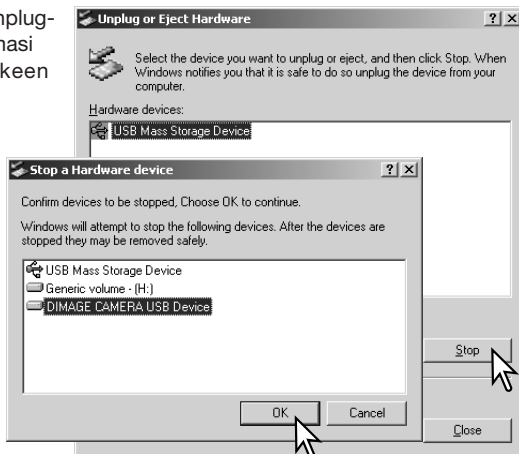 nplug-
nasi
keen
Unplug or Eject Hardware
Select the device you want to unplug or eject, and then click Stop. When
Windows notifies you that it is safe to do so unplug the device from your
computer.
Hardware devices:
USB Mass Storage Device
Stop a Hardware device
Confirm devices to be stopped, Choose OK to continue.
Windows will attempt to stop the following devices. After the devices are
stopped they may be removed safely.
USB Mass Storage Device
Generic volume - (H:)
DIMAGE CAMERA USB Device
Stop
OK
Cancel
Close